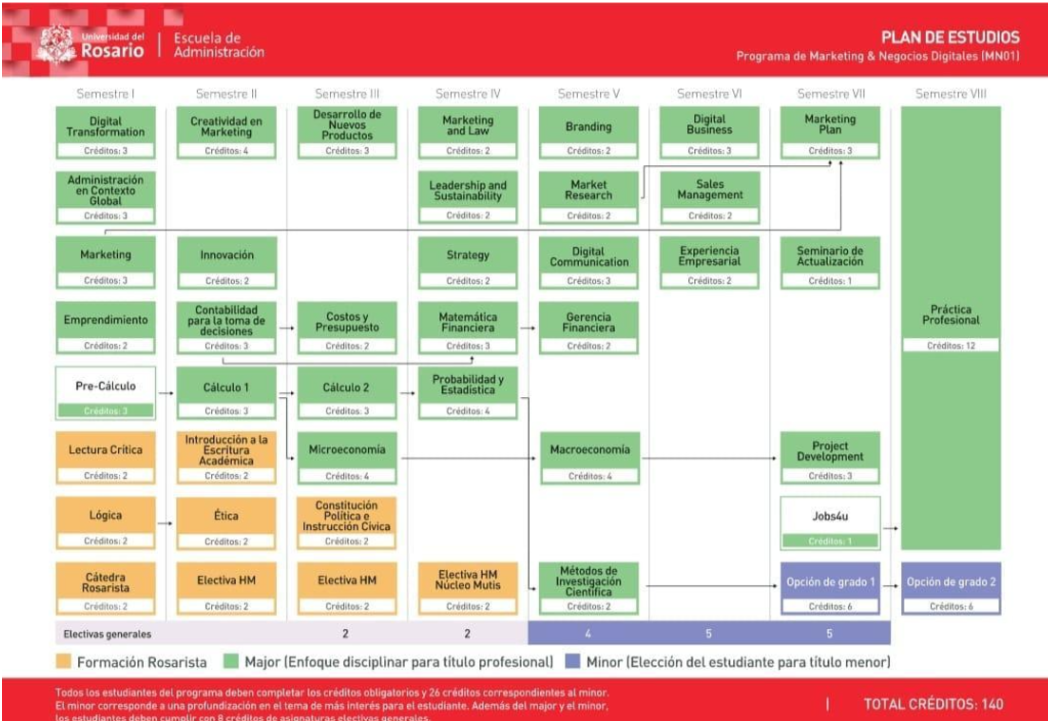 Universidad del
Rosario
Escuela de
Administración
PLAN DE ESTUDIOS
Programa de Marketing & Negocios Digitales (MN01)
Semestre I
Semestre II
Semestre III
Semestre IV
Semestre V
Semestre VI
Semestre VII
Semestre VIII
Digital
Transformation
Créditos: 3
Creatividad en
Marketing
Créditos: 4
Desarrollo de
Nuevos
Productos
Créditos: 3
Marketing
and Law
Créditos: 2
Branding
Créditos: 2
Digital
Business
Créditos: 3
Marketing
Plan
Créditos: 3
Administración
en Contexto
Global
Créditos: 3
Leadership and
Sustainability
Créditos: 2
Market
Research
Créditos: 2
Sales
Management
Créditos: 2
Marketing
Créditos: 3
Innovación
Créditos: 2
Strategy
Créditos: 2
Digital
Communication
Créditos: 3
Experiencia
Empresarial
Créditos: 2
Seminario de
Actualización
Créditos: 1
Emprendimiento
Créditos: 2
Contabilidad
para la toma de
decisiones
Créditos: 3
Costos y
Presupuesto
Créditos: 2
Matemática
Financiera
Créditos: 3
Gerencia
Financiera
Créditos: 2
Práctica
Profesional
Créditos: 12
Pre-Cálculo
Créditos: 3
Cálculo 1
Créditos: 3
Cálculo 2
Créditos: 3
Probabilidad y
Estadística
Créditos: 4
Lectura Crítica
Créditos: 2
Introducción a la
Escritura
Académica
Créditos: 2
Microeconomía
Créditos: 4
Macroeconomía
Créditos: 4
Project
Development
Créditos: 3
Lógica
Créditos: 2
Ética
Créditos: 2
Constitución
Política e
Instrucción Cívica
Créditos: 2
Jobs4u
Créditos: 1
Cátedra
Rosarista
Créditos: 2
Electiva HM
Créditos: 2
Electiva HM
Créditos: 2
Electiva HM
Núcleo Mutis
Créditos: 2
Métodos de
Investigación
Científica
Créditos: 2
Opción de grado 1
Créditos: 6
Opción de grado 2
Créditos: 6
Electivas generales
2
2
4
5
5
Formación Rosarista
Major (Enfoque disciplinar para título profesional)
Minor (Elección del estudiante para título menor)
Todos los estudiantes del programa deben completar los créditos obligatorios y 26 créditos correspondientes al minor.
El minor corresponde a una profundización en el tema de más interés para el estudiante. Además del major y el minor,
los estudiantes deben cumplir con 8 créditos de asignaturas electivas generales.
TOTAL CRÉDITOS: 140